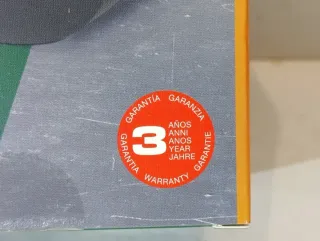 GARANTÍA GARANZIA
3
AÑOS
ANNI
ANOS
YEAR
JAHRE
GARANTIA WARRANTY GARANTIE